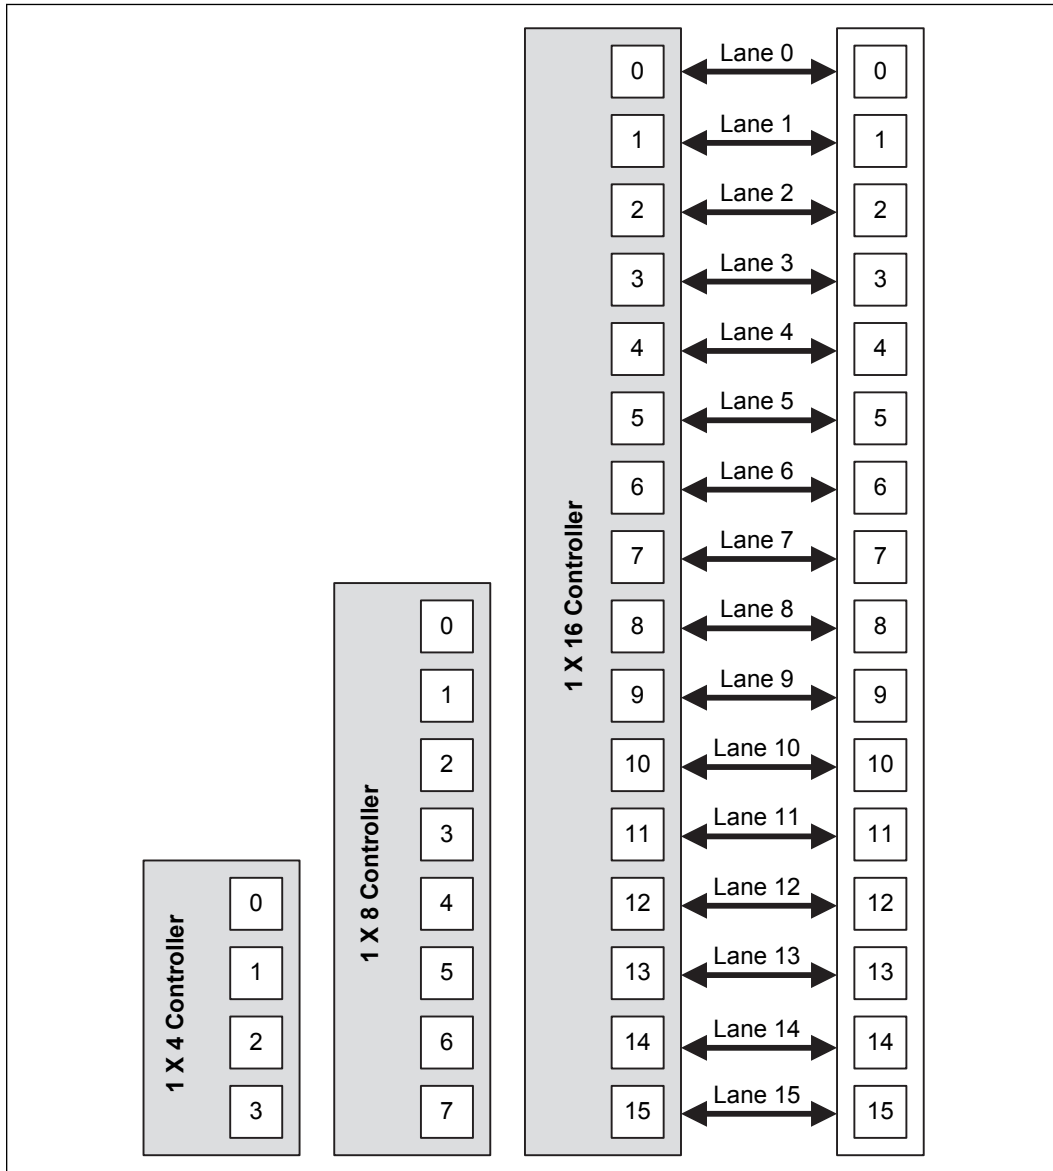 1 X 4 Controller
0
1
2
3
1 X 8 Controller
0
1
2
3
4
5
6
7
1 X 16 Controller
0 Lane 0 0
1 Lane 1 1
2 Lane 2 2
3 Lane 3 3
4 Lane 4 4
5 Lane 5 5
6 Lane 6 6
7 Lane 7 7
8 Lane 8 8
9 Lane 9 9
10 Lane 10 10
11 Lane 11 11
12 Lane 12 12
13 Lane 13 13
14 Lane 14 14
15 Lane 15 15